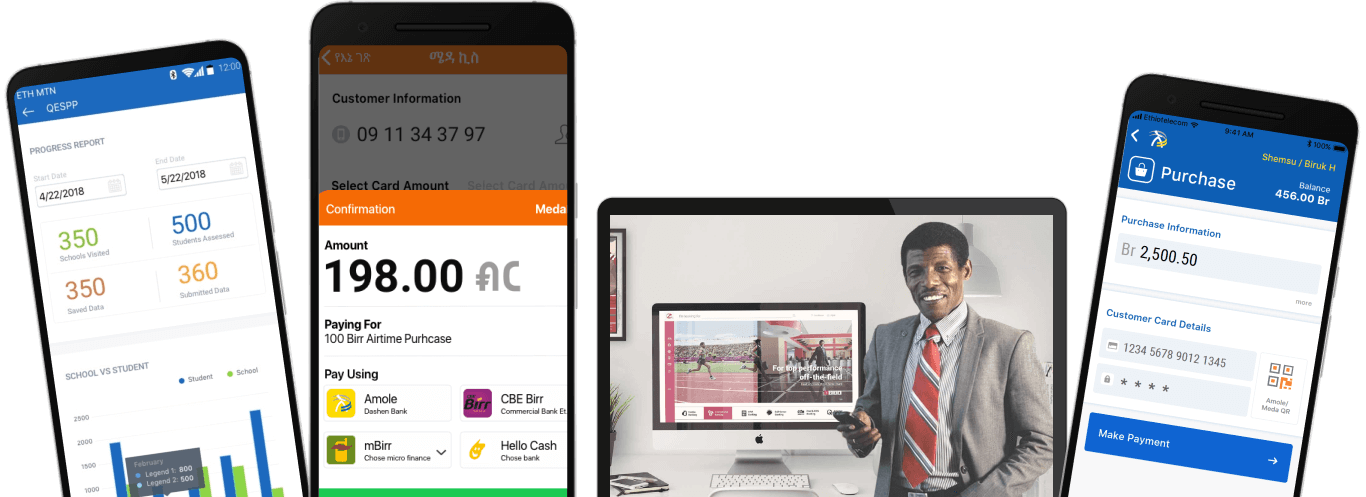 ETH MTN
12:00
QESPP
PROGRESS REPORT
Start Date
4/22/2018
End Date
5/22/2018
350
Schools Visited
500
Students Assessed
350
Saved Data
360
Submitted Data
SCHOOL VS STUDENT
Student
School
2500
2000
1500
1000
February
Legend 1: 800
Legend 2: 500
የእኔ ገጽ
ሜዳ ኪስ
Customer Information
09 11 34 37 97
Select Card Amount
Select Card Amou
Confirmation
Meda
Amount
198.00 ብር
Paying For
100 Birr Airtime Purhcase
Pay Using
Amole
Dashen Bank
Birr
CBE Birr
Commercial Bank Et.
mBirr
Chose micro finance
Hello Cash
Chose bank
For top performance
off-the-field
Ethiotelecom
9:41 AM
100%
Shemsu / Biruk H
Purchase
Balance
456.00 Br
Purchase Information
Br 2,500.50
more
Customer Card Details
1234 5678 9012 1345
* * * *
Amole/
Meda QR
Make Payment